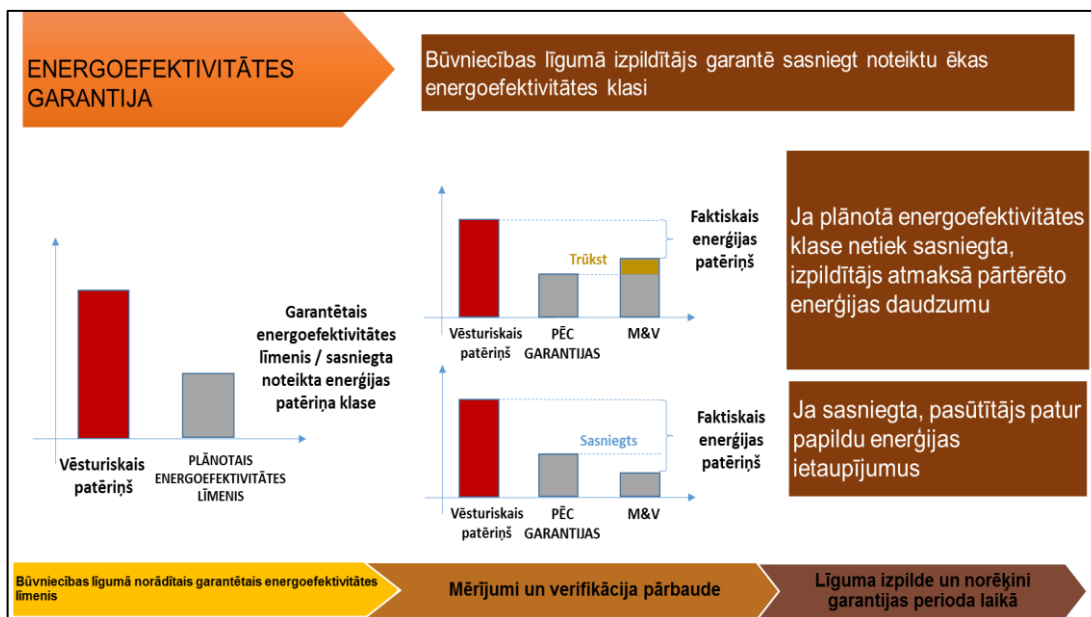 ENERGOEFEKTIVITĀTES
GARANTIJA
Būvniecības līgumā izpildītājs garantē sasniegt noteiktu ēkas
energoefektivitātes klasi
Vēsturiskais
patēriņš
PLĀNOTAIS
ENERGOEFEKTIVITĀTES
LĪMENIS
Garantētais
energoefektivitātes
līmenis / sasniegta
noteikta enerģijas
patēriņa klase
Trūkst
Faktiskais
enerģijas
patēriņš
Vēsturiskais
patēriņš
PĒC
GARANTIJAS
M&V
Sasniegts
Faktiskais
enerģijas
patēriņš
Vēsturiskais
patēriņš
PĒC
GARANTIJAS
M&V
Ja plānotā energoefektivitātes
klase netiek sasniegta,
izpildītājs atmaksā pārtērēto
enerģijas daudzumu
Ja sasniegta, pasūtītājs patur
papildu enerģijas
ietaupījumus
Būvniecības līgumā norādītais garantētais energoefektivitātes
līmenis
Mērījumi un verifikācija pārbaude
Līguma izpilde un norēķini
garantijas perioda laikā